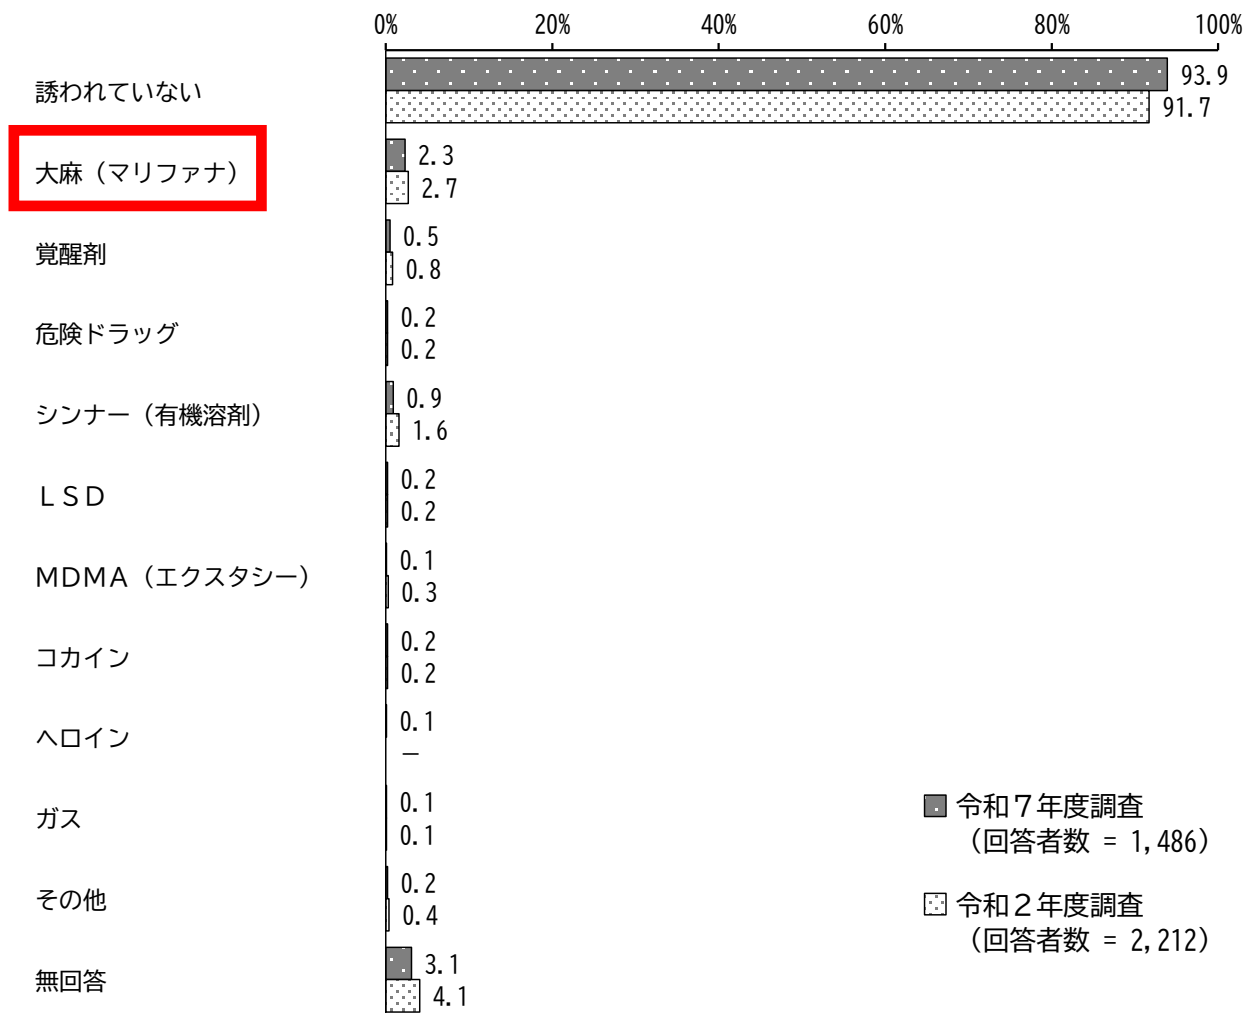 0% 20% 40% 60% 80% 100%
誘われていない 93.9
91.7
大麻（マリファナ） 2.3
2.7
覚醒剤 0.5
0.8
危険ドラッグ 0.2
0.2
シンナー（有機溶剤） 0.9
1.6
ＬＳＤ 0.2
0.2
ＭＤＭＡ（エクスタシー） 0.1
0.3
コカイン 0.2
0.2
ヘロイン 0.1
－
ガス 0.1
0.1
その他 0.2
0.4
無回答 3.1
4.1
令和７年度調査
（回答者数 = 1,486）
令和２年度調査
（回答者数 = 2,212）